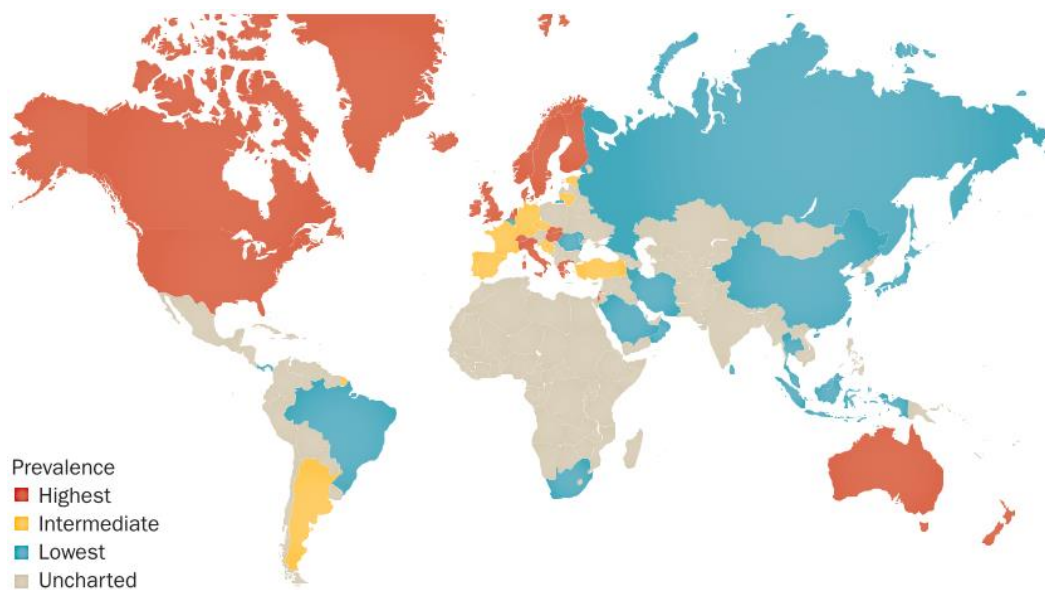 Prevalence
Highest
Intermediate
Lowest
Uncharted